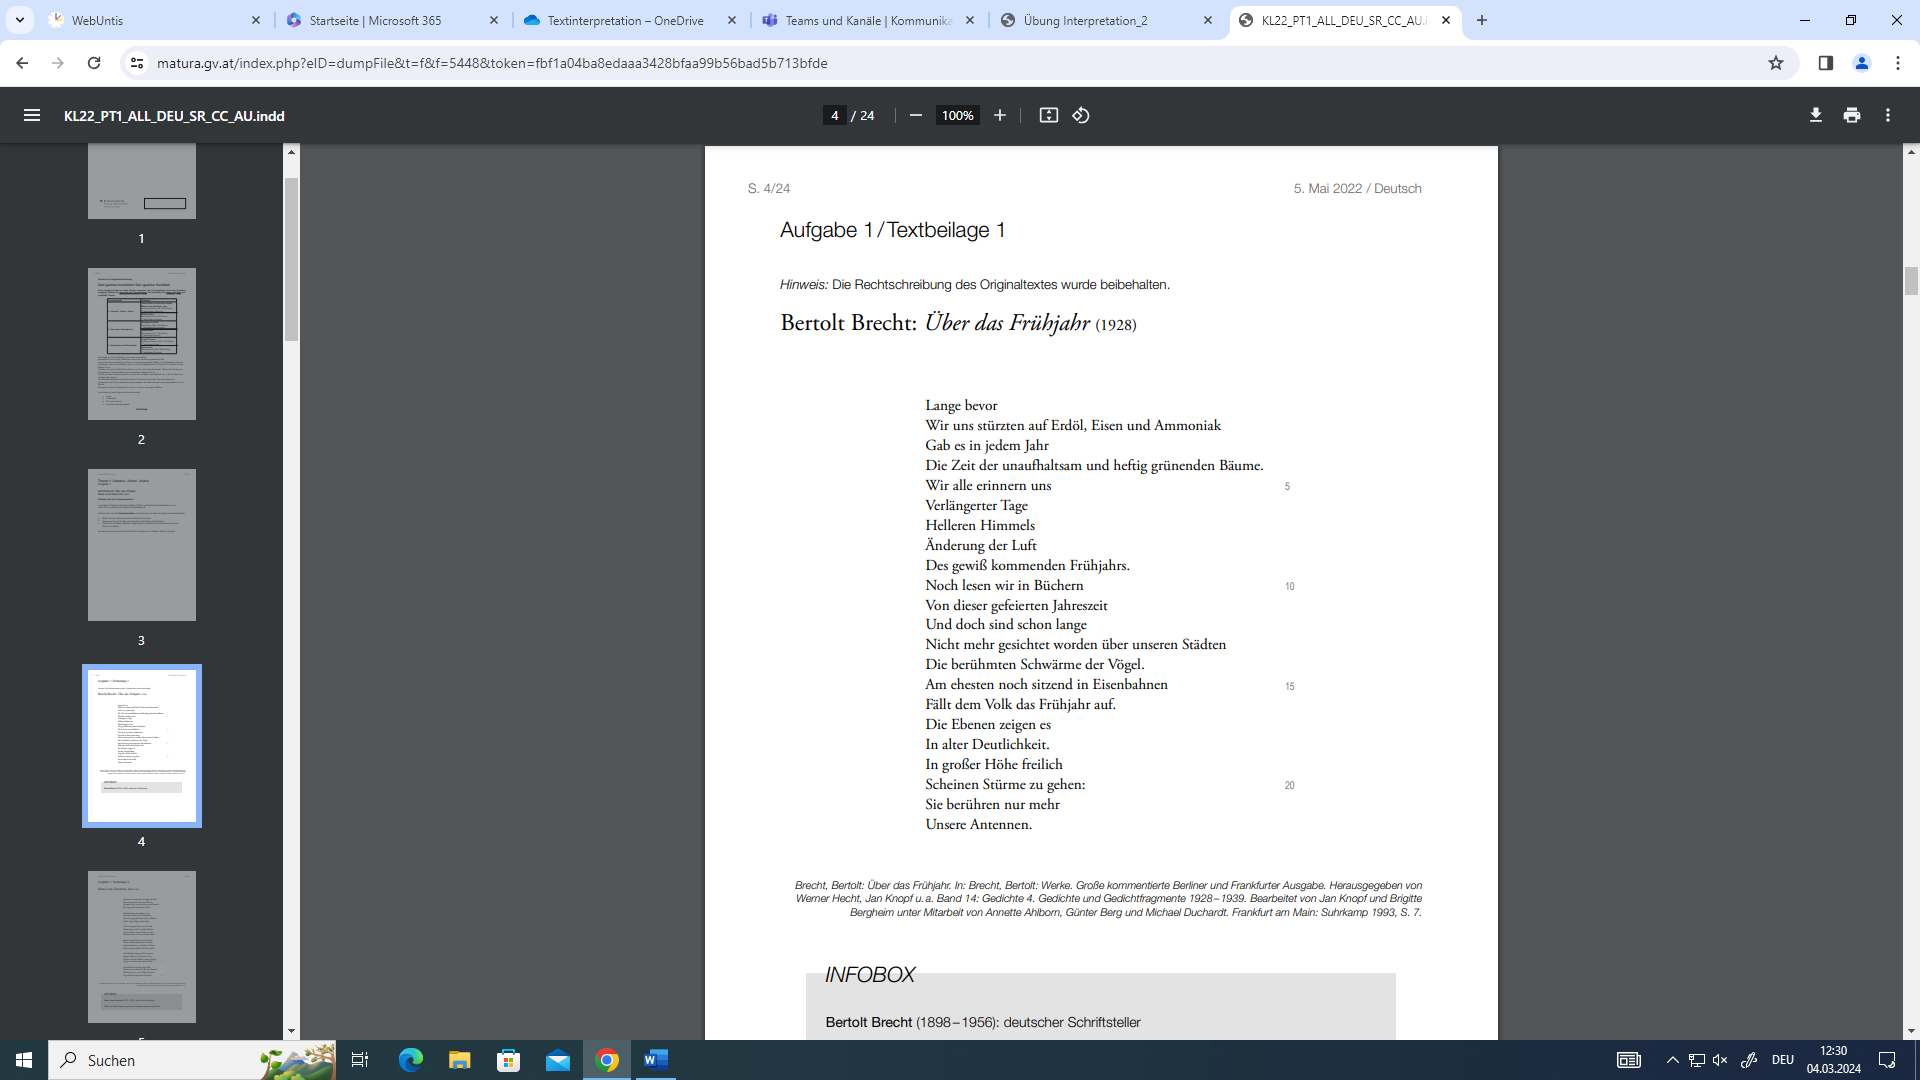 WebUntis
Startseite | Microsoft 365
Textinterpretation – OneDrive
Teams und Kanäle | Kommunika
Übung Interpretation_2
KL22_PT1_ALL_DEU_SR_CC_AU.i
matura.gv.at/index.php?eID=dumpFile&t=f&f=5448&token=fbf1a04ba8edaaa3428bfaa99b56bad5b713bfde
KL22_PT1_ALL_DEU_SR_CC_AU.indd
4 / 24
100%
1
2
3
4
S. 4/24
5. Mai 2022 / Deutsch
Aufgabe 1 / Textbeilage 1
Hinweis: Die Rechtschreibung des Originaltextes wurde beibehalten.
Bertolt Brecht: Über das Frühjahr (1928)
Lange bevor
Wir uns stürzten auf Erdöl, Eisen und Ammoniak
Gab es in jedem Jahr
Die Zeit der unaufhaltsam und heftig grünenden Bäume.
Wir alle erinnern uns 5
Verlängerter Tage
Helleren Himmels
Änderung der Luft
Des gewiß kommenden Frühjahrs.
Noch lesen wir in Büchern 10
Von dieser gefeierten Jahreszeit
Und doch sind schon lange
Nicht mehr gesichtet worden über unseren Städten
Die berühmten Schwärme der Vögel.
Am ehesten noch sitzend in Eisenbahnen 15
Fällt dem Volk das Frühjahr auf.
Die Ebenen zeigen es
In alter Deutlichkeit.
In großer Höhe freilich
Scheinen Stürme zu gehen: 20
Sie berühren nur mehr
Unsere Antennen.
Brecht, Bertolt: Über das Frühjahr. In: Brecht, Bertolt: Werke. Große kommentierte Berliner und Frankfurter Ausgabe. Herausgegeben von
Werner Hecht, Jan Knopf u. a. Band 14: Gedichte 4. Gedichte und Gedichtfragmente 1928–1939. Bearbeitet von Jan Knopf und Brigitte
Bergheim unter Mitarbeit von Annette Ahlborn, Günter Berg und Michael Duchardt. Frankfurt am Main: Suhrkamp 1993, S. 7.
INFOBOX
Bertolt Brecht (1898–1956): deutscher Schriftsteller
Suchen
DEU
12:30
04.03.2024